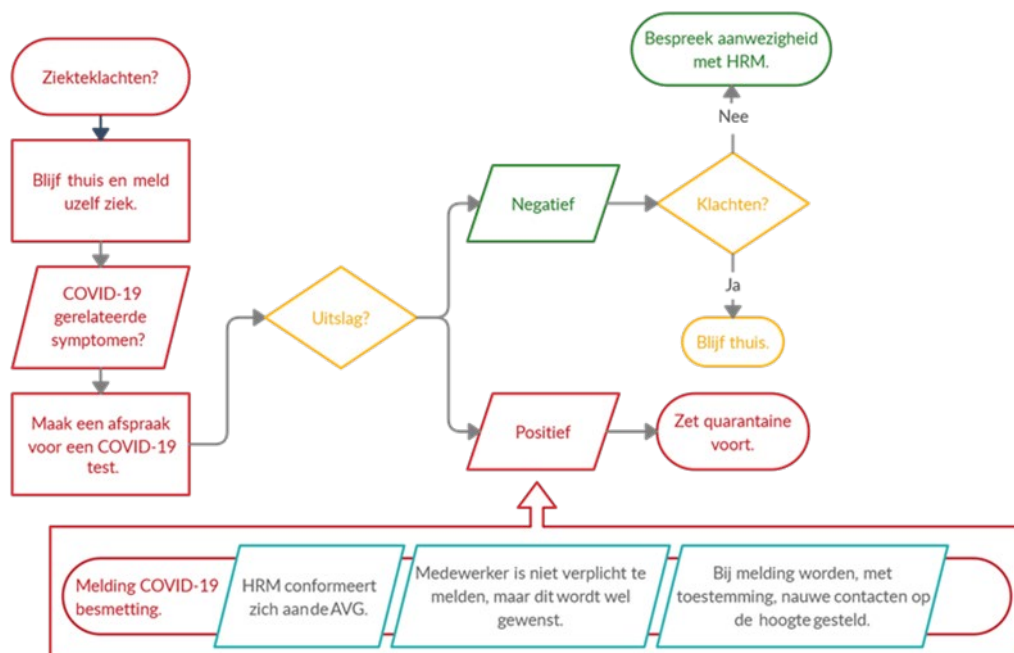 Ziekteklachten?
Blijf thuis en meld
uzelf ziek.
COVID-19
gerelateerde
symptomen?
Maak een afspraak
voor een COVID-19
test.
Uitslag?
Negatief
Klachten?
Nee
Bespreek aanwezigheid
met HRM.
Ja
Blijf thuis.
Positief
Zet quarantaine
voort.
Melding COVID-19
besmetting.
HRM conformeert
zich aan de AVG.
Medewerker is niet verplicht te
melden, maar dit wordt wel
gewenst.
Bij melding worden, met
toestemming, nauwe contacten op
de hoogte gesteld.